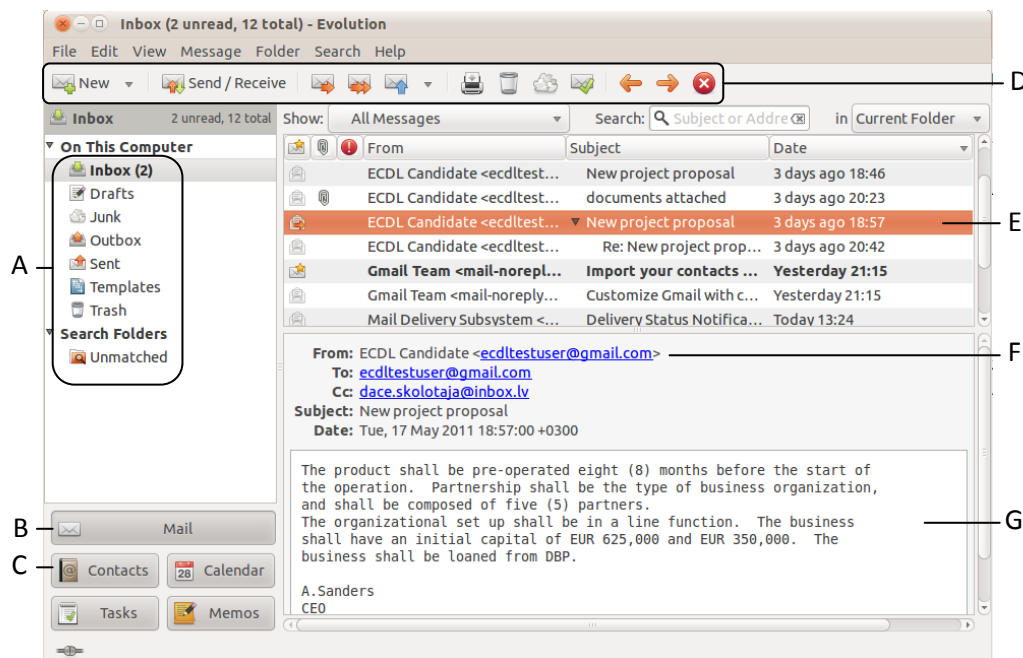 Inbox (2 unread, 12 total) - Evolution
File Edit View Message Folder Search Help
New Send / Receive
D
Inbox 2 unread, 12 total Show: All Messages Search: Subject or Addre in Current Folder
On This Computer
From Subject Date
Inbox (2)
Drafts
Junk
Outbox
Sent
Templates
Trash
Search Folders
Unmatched
A
ECDL Candidate <ecdltest... New project proposal 3 days ago 18:46
ECDL Candidate <ecdltest... documents attached 3 days ago 20:23
ECDL Candidate <ecdltest... New project proposal 3 days ago 18:57
E
ECDL Candidate <ecdltest... Re: New project prop... 3 days ago 20:42
Gmail Team <mail-norepl... Import your contacts ... Yesterday 21:15
Gmail Team <mail-noreply... Customize Gmail with c... Yesterday 21:15
Mail Delivery Subsystem <... Delivery Status Notifica... Today 13:24
From: ECDL Candidate <ecdltestuser@gmail.com>
F
To: ecdltestuser@gmail.com
Cc: dace.skolotaja@inbox.lv
Subject: New project proposal
Date: Tue, 17 May 2011 18:57:00 +0300
The product shall be pre-operated eight (8) months before the start of
the operation. Partnership shall be the type of business organization,
and shall be composed of five (5) partners.
The organizational set up shall be in a line function. The business
shall have an initial capital of EUR 625,000 and EUR 350,000. The
business shall be loaned from DBP.
G
A.Sanders
CEO
B
Mail
C
Contacts 28 Calendar
Tasks Memos